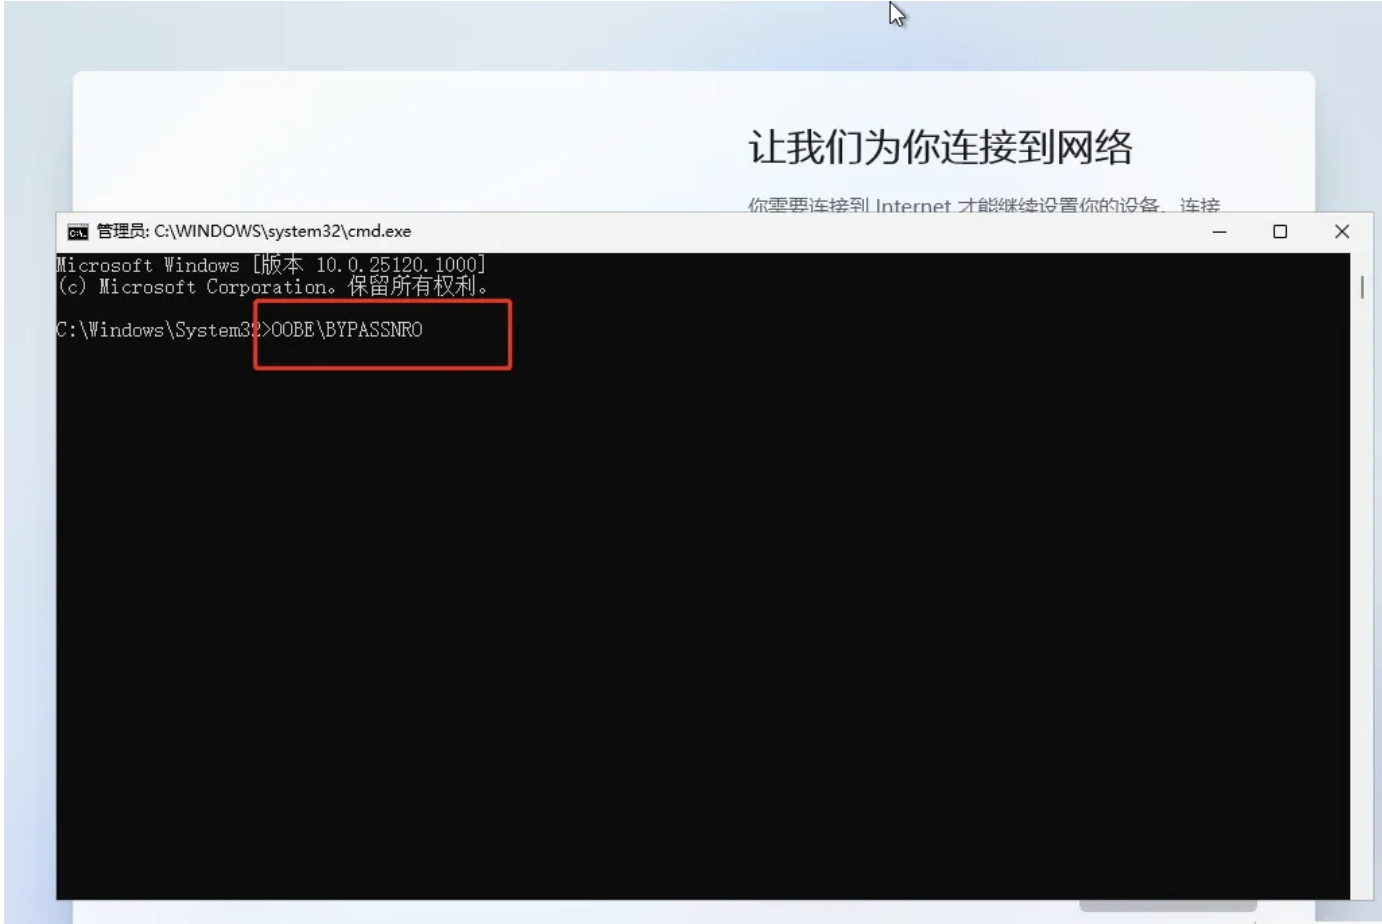 让我们为你连接到网络
你需要连接到 Internet 才能继续设置你的设备。连接
管理员: C:\WINDOWS\system32\cmd.exe
Microsoft Windows [版本 10.0.25120.1000]
(c) Microsoft Corporation。保留所有权利。
C:\Windows\System32>OOBE\BYPASSNRO